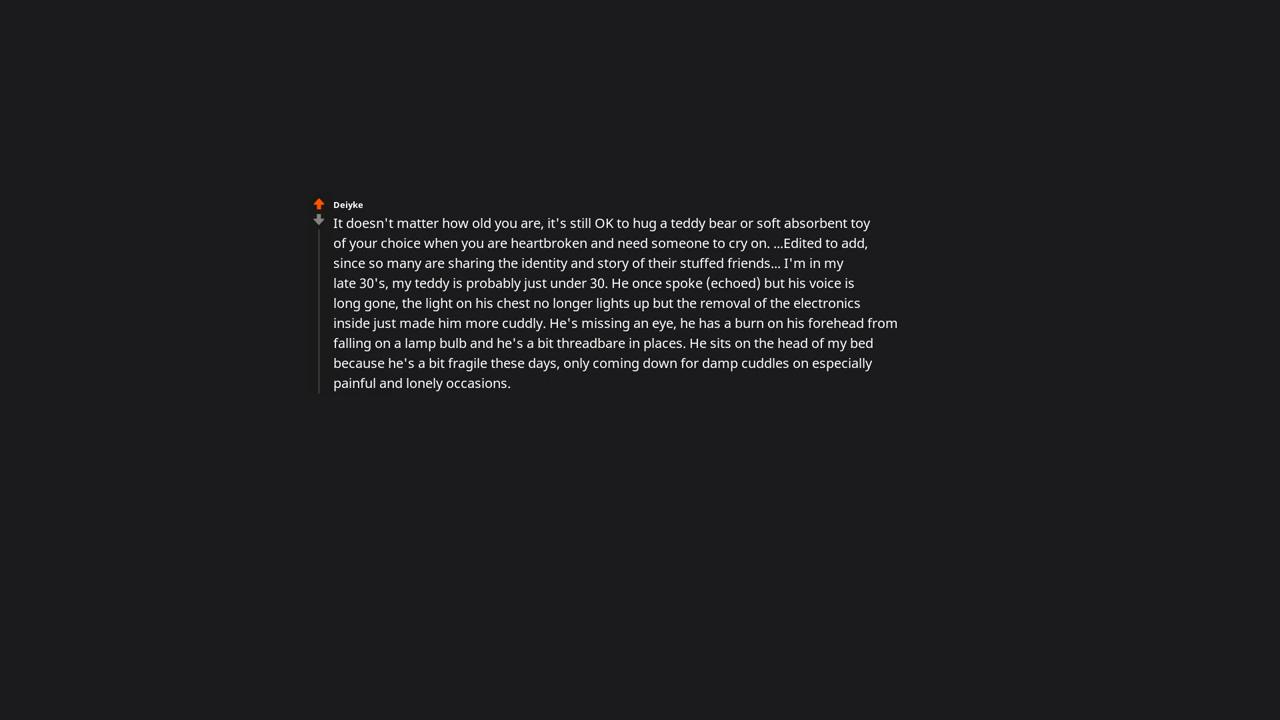 Deiyke
It doesn't matter how old you are, it's still OK to hug a teddy bear or soft absorbent toy
of your choice when you are heartbroken and need someone to cry on. ...Edited to add,
since so many are sharing the identity and story of their stuffed friends... I'm in my
late 30's, my teddy is probably just under 30. He once spoke (echoed) but his voice is
long gone, the light on his chest no longer lights up but the removal of the electronics
inside just made him more cuddly. He's missing an eye, he has a burn on his forehead from
falling on a lamp bulb and he's a bit threadbare in places. He sits on the head of my bed
because he's a bit fragile these days, only coming down for damp cuddles on especially
painful and lonely occasions.